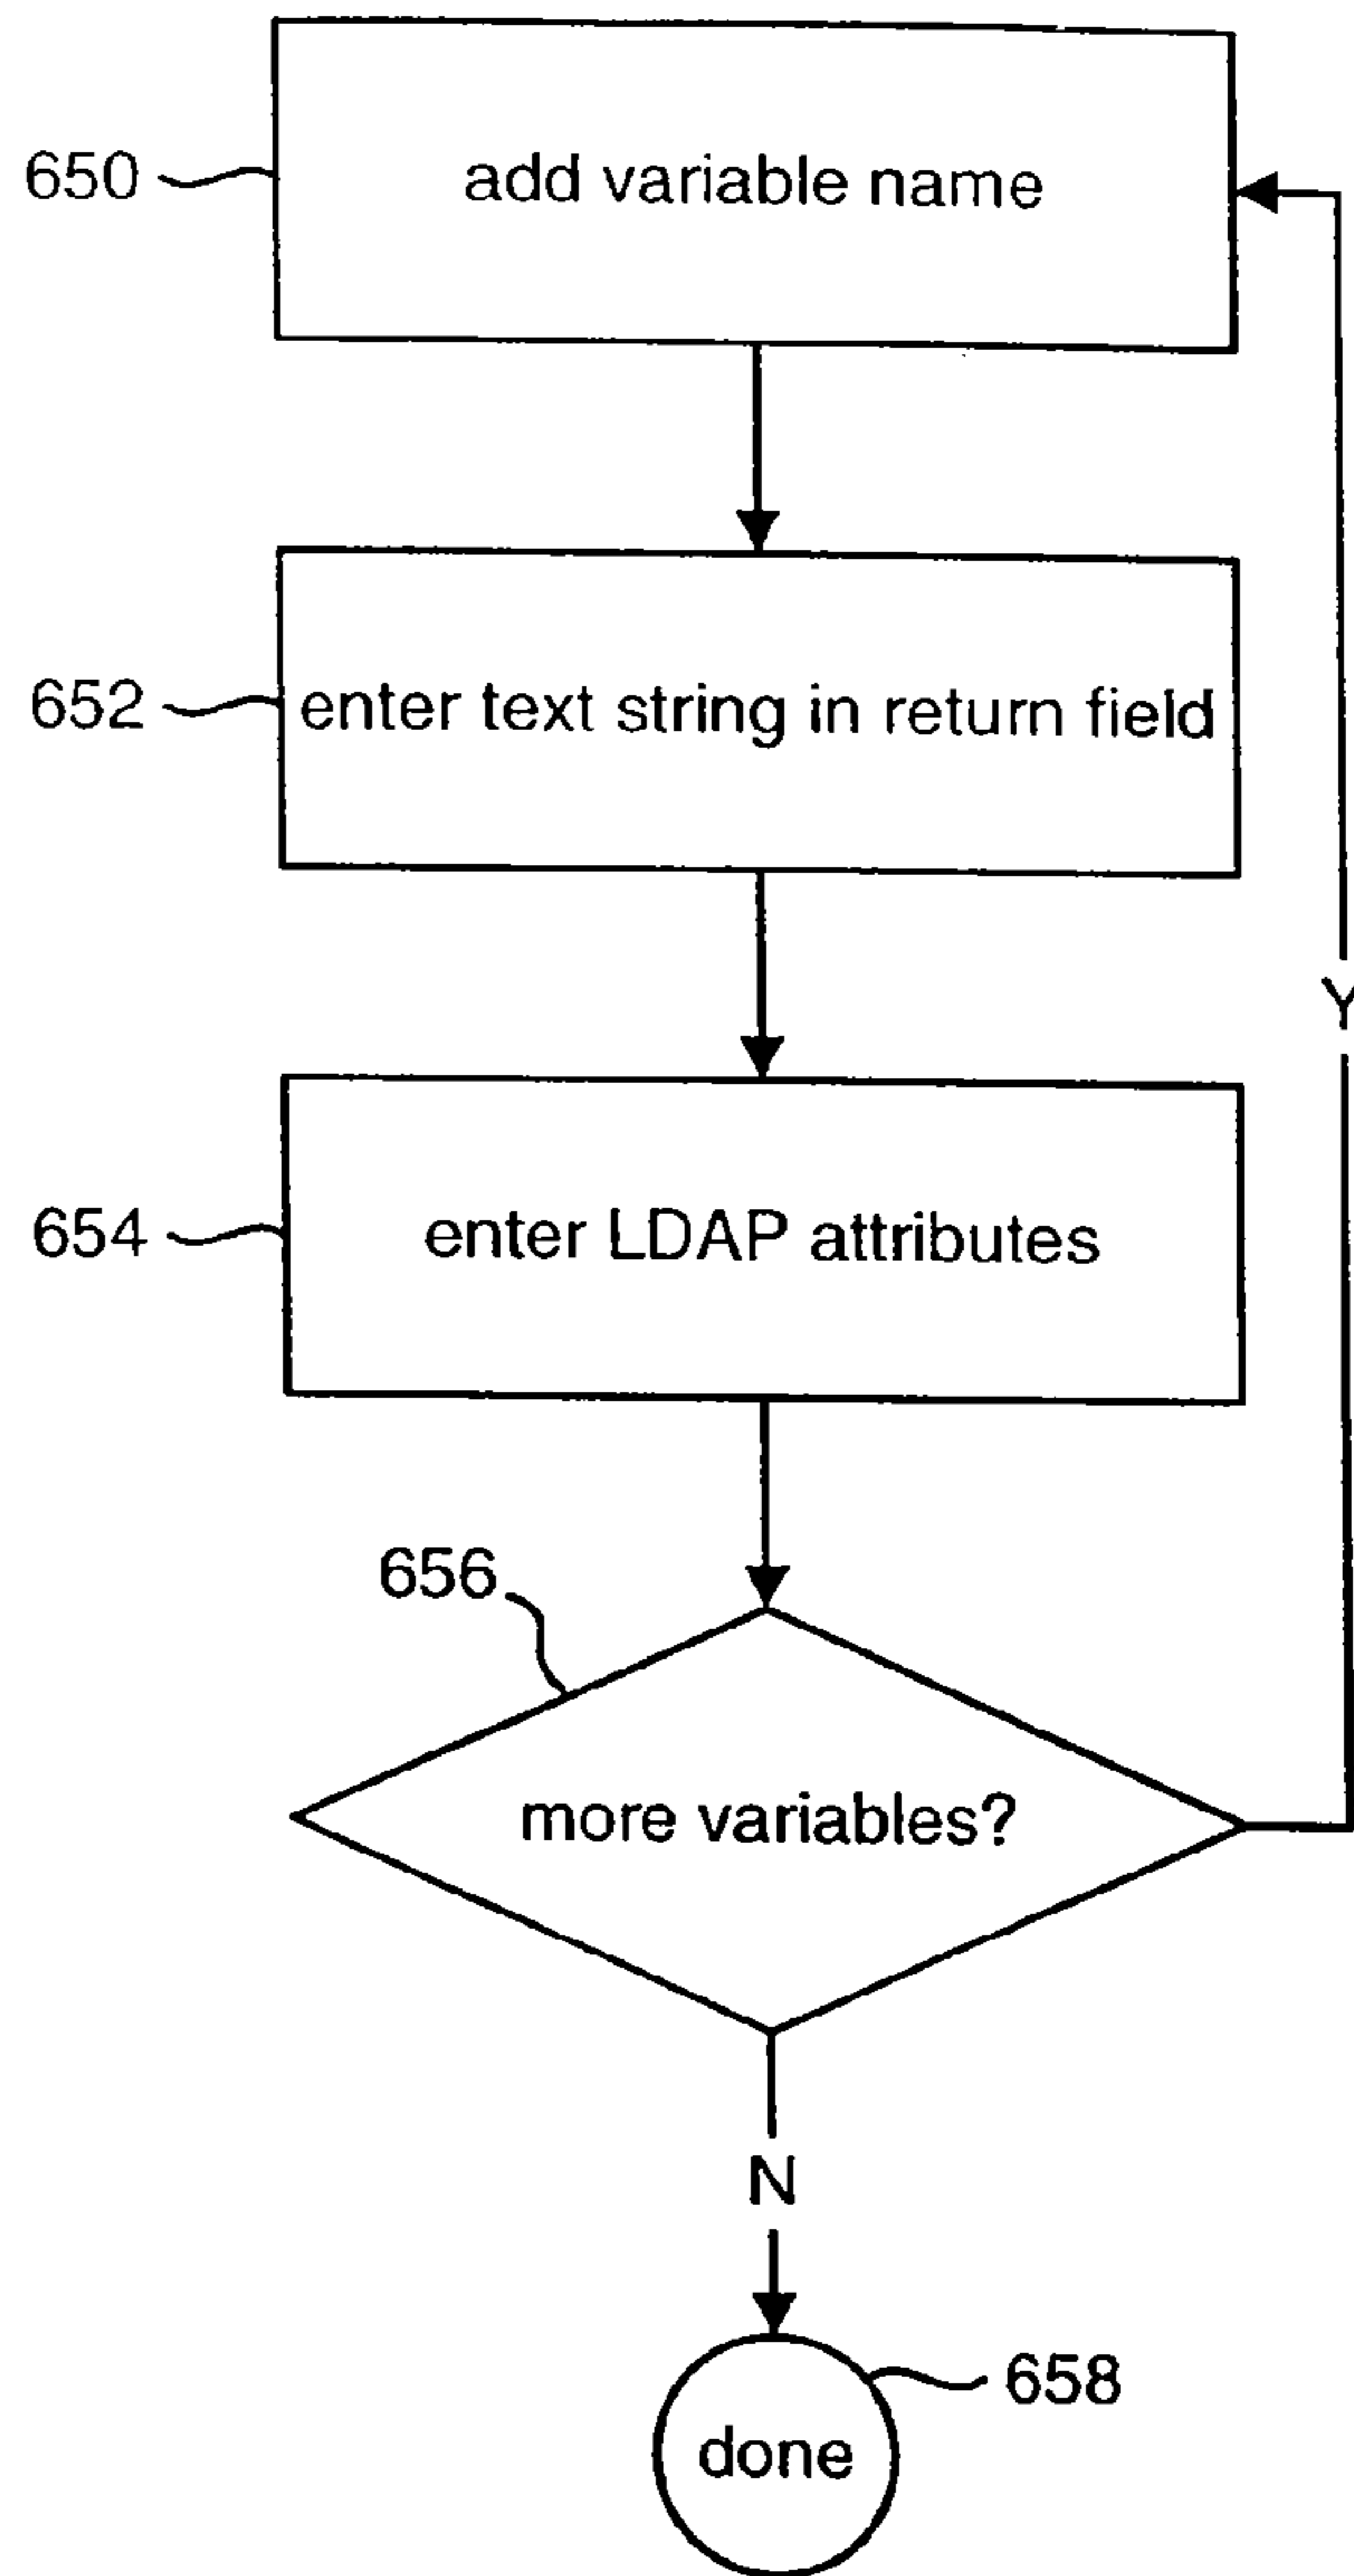 650
add variable name
652
enter text string in return field
Y
654
enter LDAP attributes
656
more variables?
N
658
done